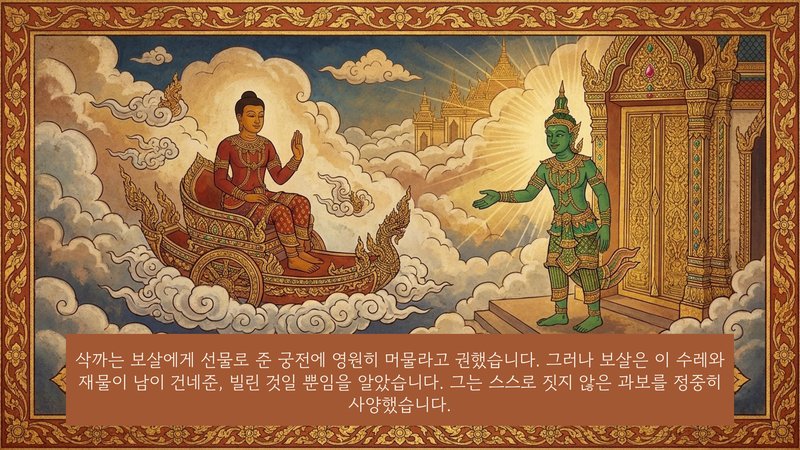 삭까는 보살에게 선물로 준 궁전에 영원히 머물라고 권했습니다. 그러나 보살은 이 수레와
재물이 남이 건네준, 빌린 것일 뿐임을 알았습니다. 그는 스스로 짓지 않은 과보를 정중히
사양했습니다.